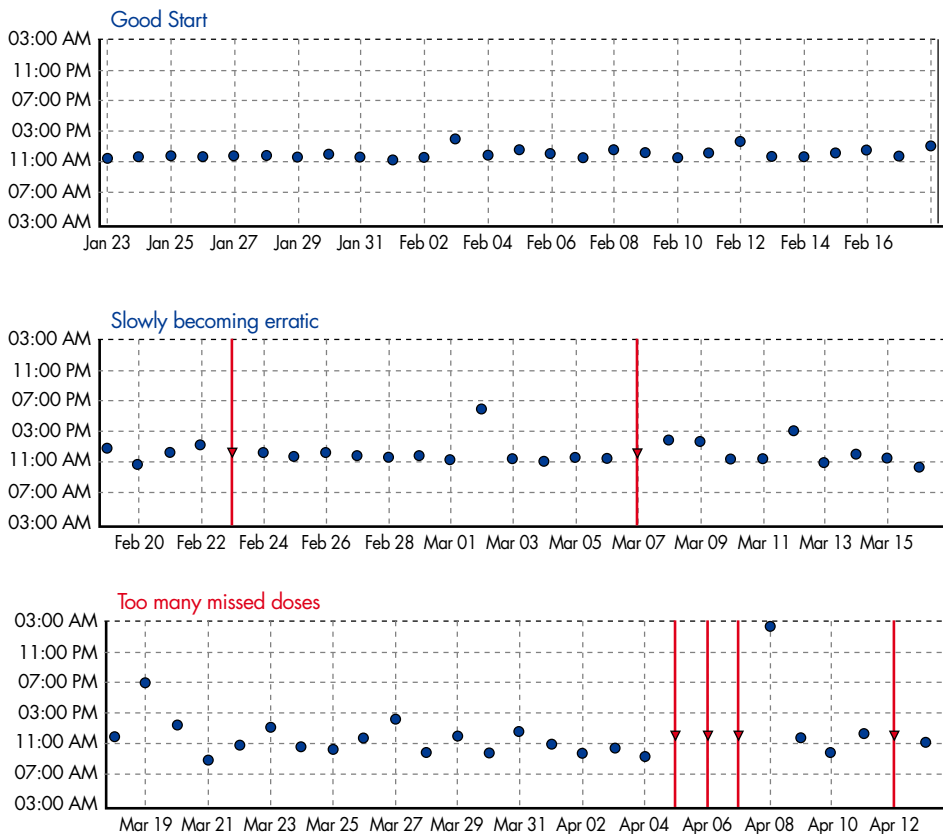 Good Start
03:00 AM
11:00 PM
07:00 PM
03:00 PM
11:00 AM
07:00 AM
03:00 AM
Jan 23 Jan 25 Jan 27 Jan 29 Jan 31 Feb 02 Feb 04 Feb 06 Feb 08 Feb 10 Feb 12 Feb 14 Feb 16
Slowly becoming erratic
03:00 AM
11:00 PM
07:00 PM
03:00 PM
11:00 AM
07:00 AM
03:00 AM
Feb 20 Feb 22 Feb 24 Feb 26 Feb 28 Mar 01 Mar 03 Mar 05 Mar 07 Mar 09 Mar 11 Mar 13 Mar 15
Too many missed doses
03:00 AM
11:00 PM
07:00 PM
03:00 PM
11:00 AM
07:00 AM
03:00 AM
Mar 19 Mar 21 Mar 23 Mar 25 Mar 27 Mar 29 Mar 31 Apr 02 Apr 04 Apr 06 Apr 08 Apr 10 Apr 12